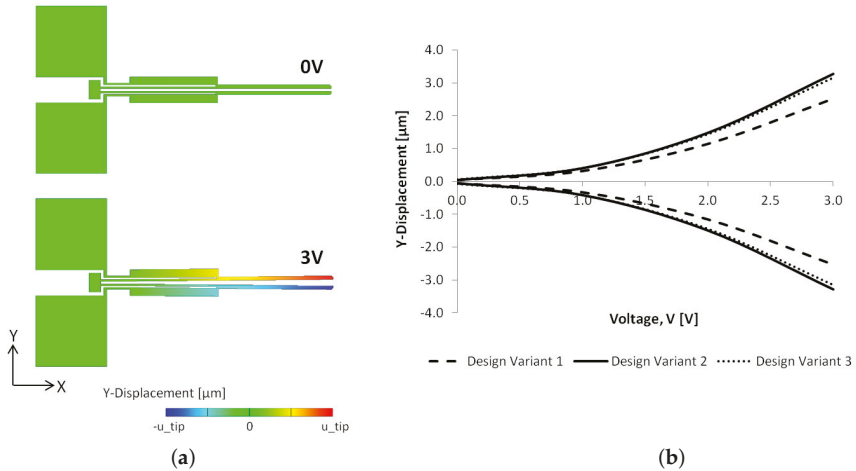 0V
3V
Y
X
Y-Displacement [µm]
-u_tip 0 u_tip
(a)
4.0
3.0
2.0
1.0
0.0
-1.0
-2.0
-3.0
-4.0
0.0 0.5 1.0 1.5 2.0 2.5 3.0
Y-Displacement [µm]
Voltage, V [V]
Design Variant 1 Design Variant 2 Design Variant 3
(b)